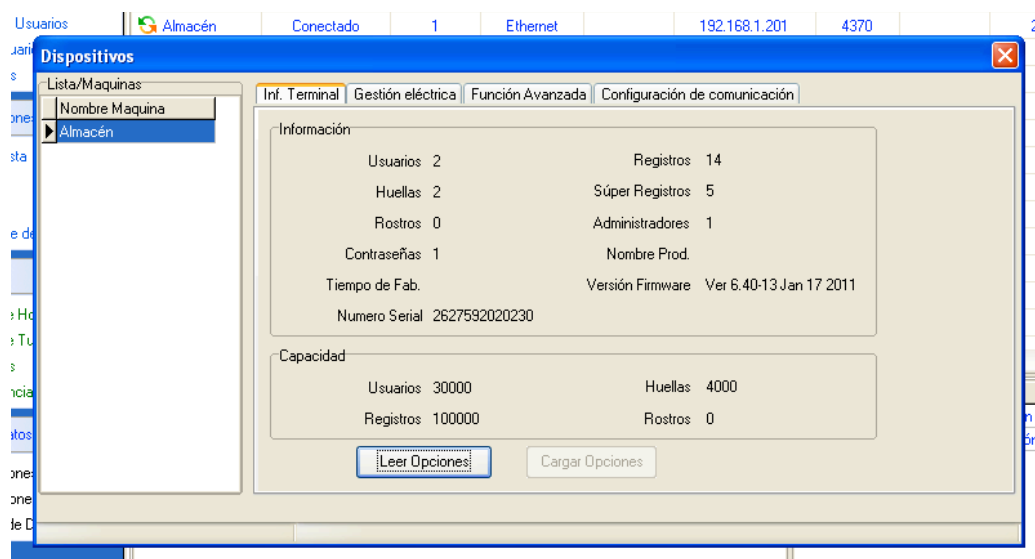 Usuarios Almacén Conectado 1 Ethernet 192.168.1.201 4370
Dispositivos
Lista/Maquinas
Nombre Maquina
Almacén
Inf. Terminal Gestión eléctrica Función Avanzada Configuración de comunicación
Información
Usuarios 2 Registros 14
Huellas 2 Súper Registros 5
Rostros 0 Administradores 1
Contraseñas 1 Nombre Prod.
Tiempo de Fab. Versión Firmware Ver 6.40-13 Jan 17 2011
Numero Serial 2627592020230
Capacidad
Usuarios 30000 Huellas 4000
Registros 100000 Rostros 0
Leer Opciones Cargar Opciones